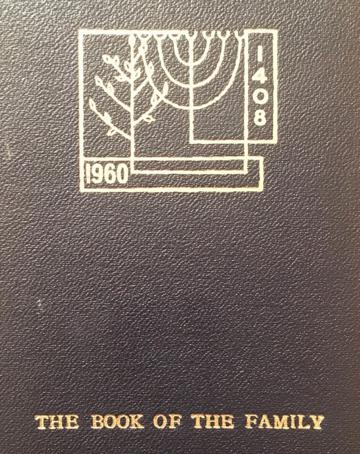 1408
1960
THE BOOK OF THE FAMILY